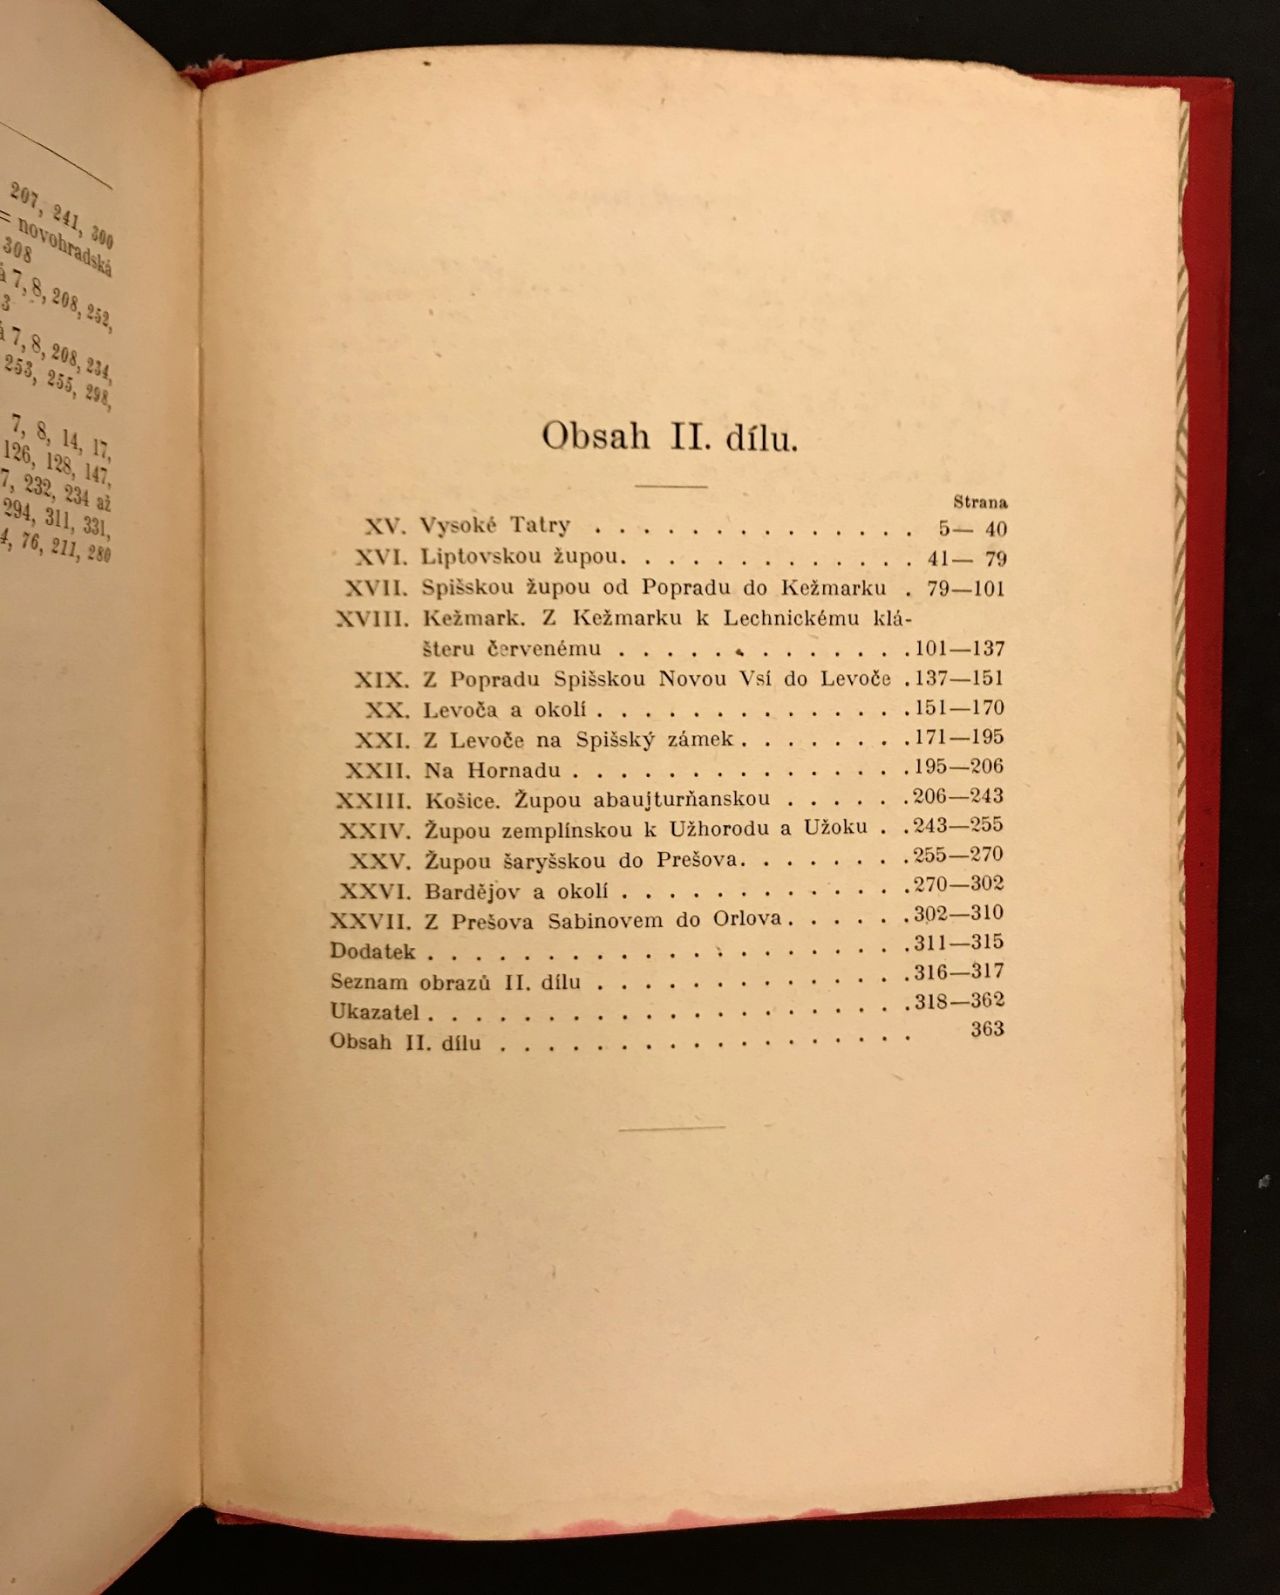 207, 241, 300
= novohradská
308
7, 8, 208, 252,
3
7, 8, 208, 234,
253, 255, 298,
7, 8, 14, 17,
126, 128, 147,
7, 232, 234 až
294, 311, 331,
4, 76, 211, 280
Obsah II. dílu.
Strana
XV. Vysoké Tatry . . . . . . . . . . . . . . 5— 40
XVI. Liptovskou župou. . . . . . . . . . . . . 41— 79
XVII. Spišskou župou od Popradu do Kežmarku . 79—101
XVIII. Kežmark. Z Kežmarku k Lechnickému klá-
šteru červenému . . . . . . . . . . . . . 101—137
XIX. Z Popradu Spišskou Novou Vsí do Levoče . 137—151
XX. Levoča a okolí . . . . . . . . . . . . . . 151—170
XXI. Z Levoče na Spišský zámek . . . . . . . . 171—195
XXII. Na Hornadu . . . . . . . . . . . . . . . 195—206
XXIII. Košice. Župou abaujturňanskou . . . . . . 206—243
XXIV. Župou zemplínskou k Užhorodu a Užoku . . 243—255
XXV. Župou šaryšskou do Prešova. . . . . . . . 255—270
XXVI. Bardějov a okolí . . . . . . . . . . . . . 270—302
XXVII. Z Prešova Sabinovem do Orlova . . . . . . 302—310
Dodatek . . . . . . . . . . . . . . . . . . . . . 311—315
Seznam obrazů II. dílu . . . . . . . . . . . . . . 316—317
Ukazatel . . . . . . . . . . . . . . . . . . . . . 318—362
Obsah II. dílu . . . . . . . . . . . . . . . . . . 363